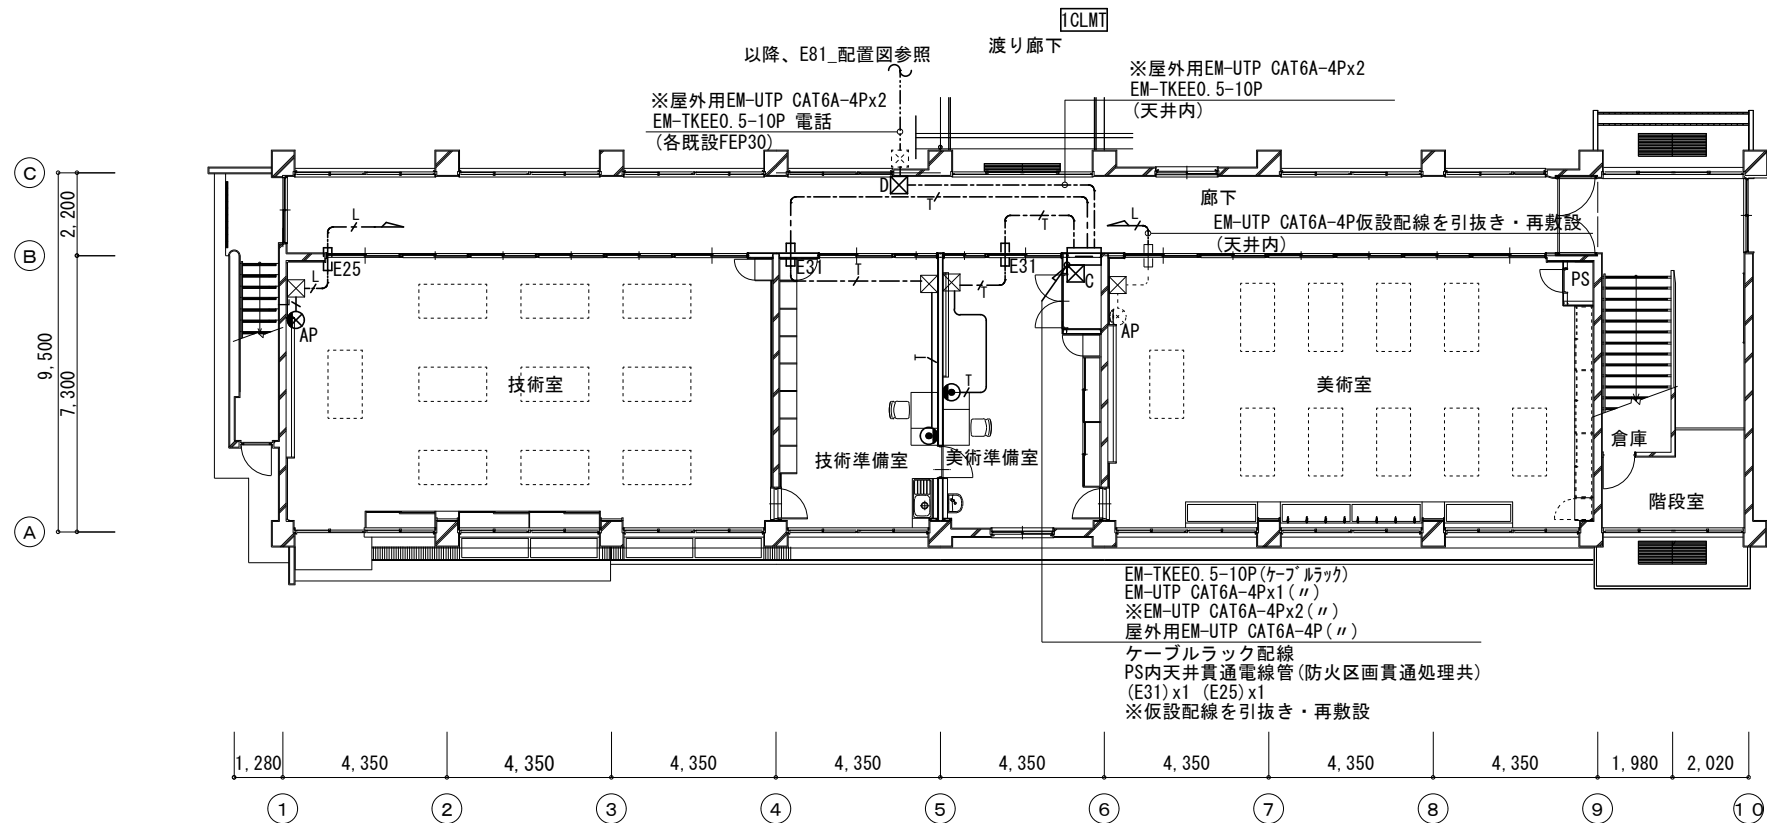 1CLMT
渡り廊下
以降、E81_配置図参照
※屋外用EM-UTP CAT6A-4Px2
EM-TKEE0.5-10P
(天井内)
※屋外用EM-UTP CAT6A-4Px2
EM-TKEE0.5-10P 電話
(各既設FEP30)
C
D
廊下
2,200
L
T
T
L
EM-UTP CAT6A-4P仮設配線を引抜き・再敷設
(天井内)
B
E25
E31
E31
L
T
T
C
PS
AP
AP
9,500
7,300
T
T
技術室
美術室
技術準備室
美術準備室
倉庫
階段室
A
EM-TKEE0.5-10P(ｹｰﾌﾞﾙﾗｯｸ)
EM-UTP CAT6A-4Px1(〃)
※EM-UTP CAT6A-4Px2(〃)
屋外用EM-UTP CAT6A-4P(〃)
ケーブルラック配線
PS内天井貫通電線管(防火区画貫通処理共)
(E31)x1 (E25)x1
※仮設配線を引抜き・再敷設
1,280 4,350 4,350 4,350 4,350 4,350 4,350 4,350 4,350 1,980 2,020
1 2 3 4 5 6 7 8 9 10